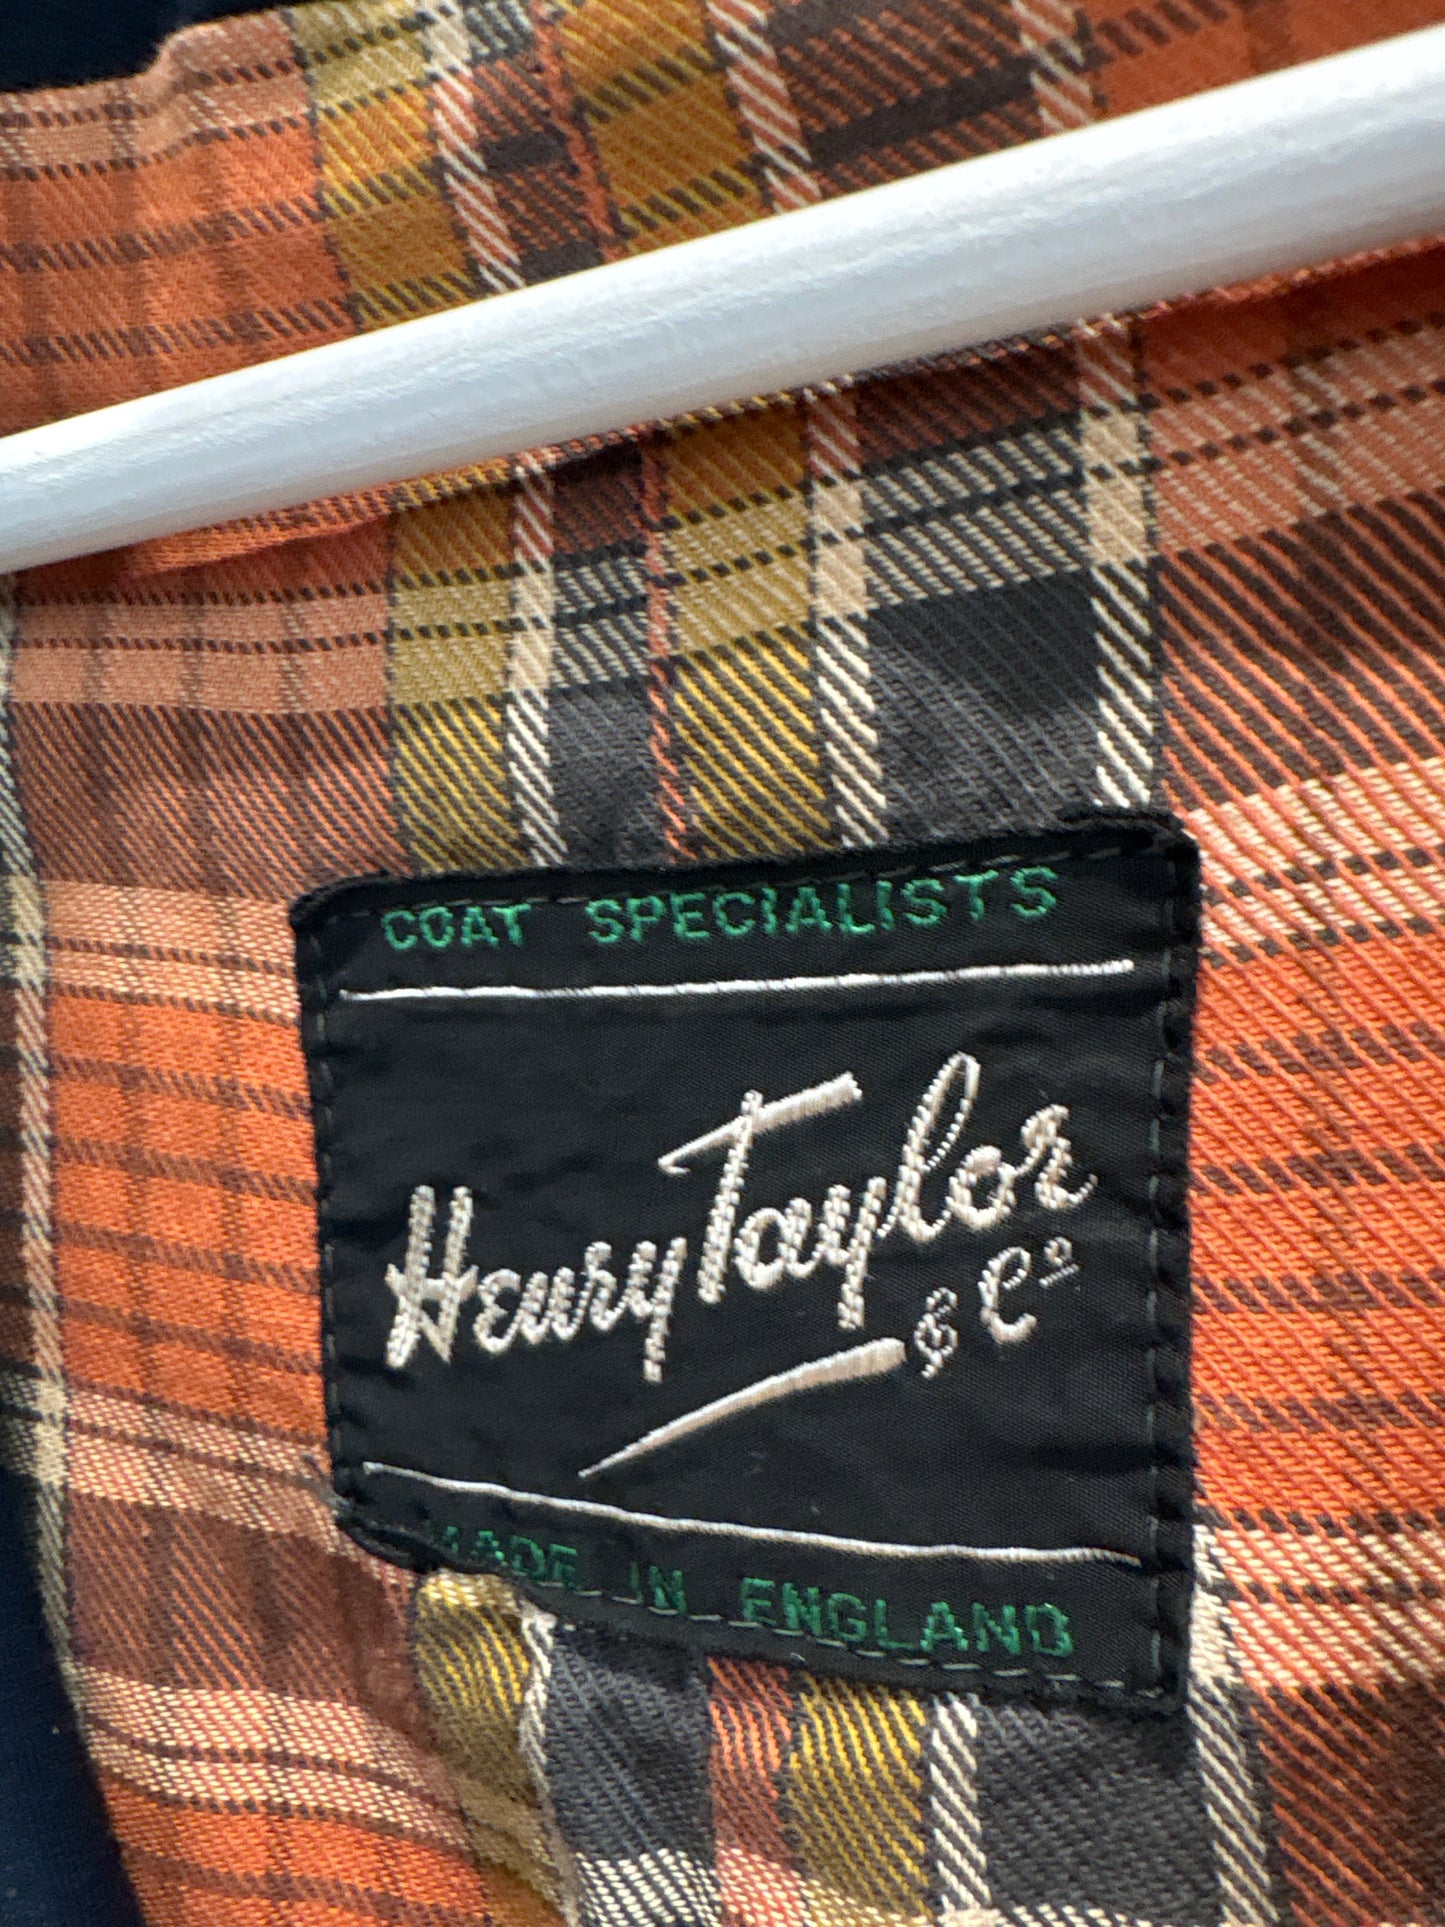 COAT SPECIALISTS
Henry Taylor
& Co
MADE IN ENGLAND